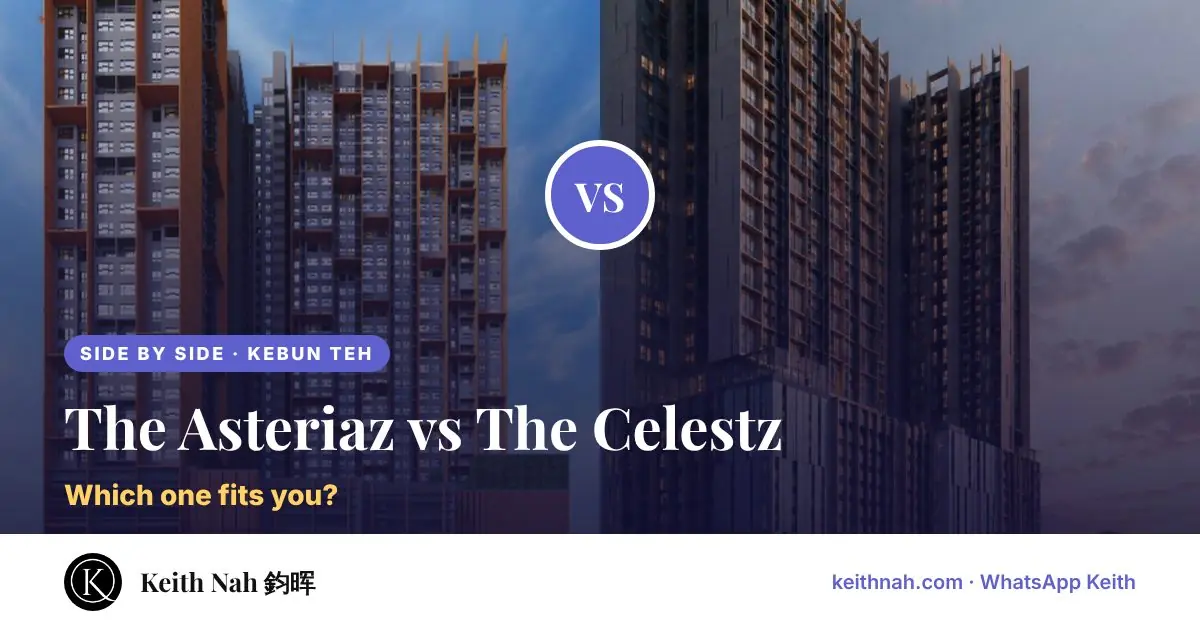 VS
SIDE BY SIDE · KEBUN TEH
The Asteriaz vs The Celestz
Which one fits you?
K
Keith Nah 鈞晖
keithnah.com · WhatsApp Keith